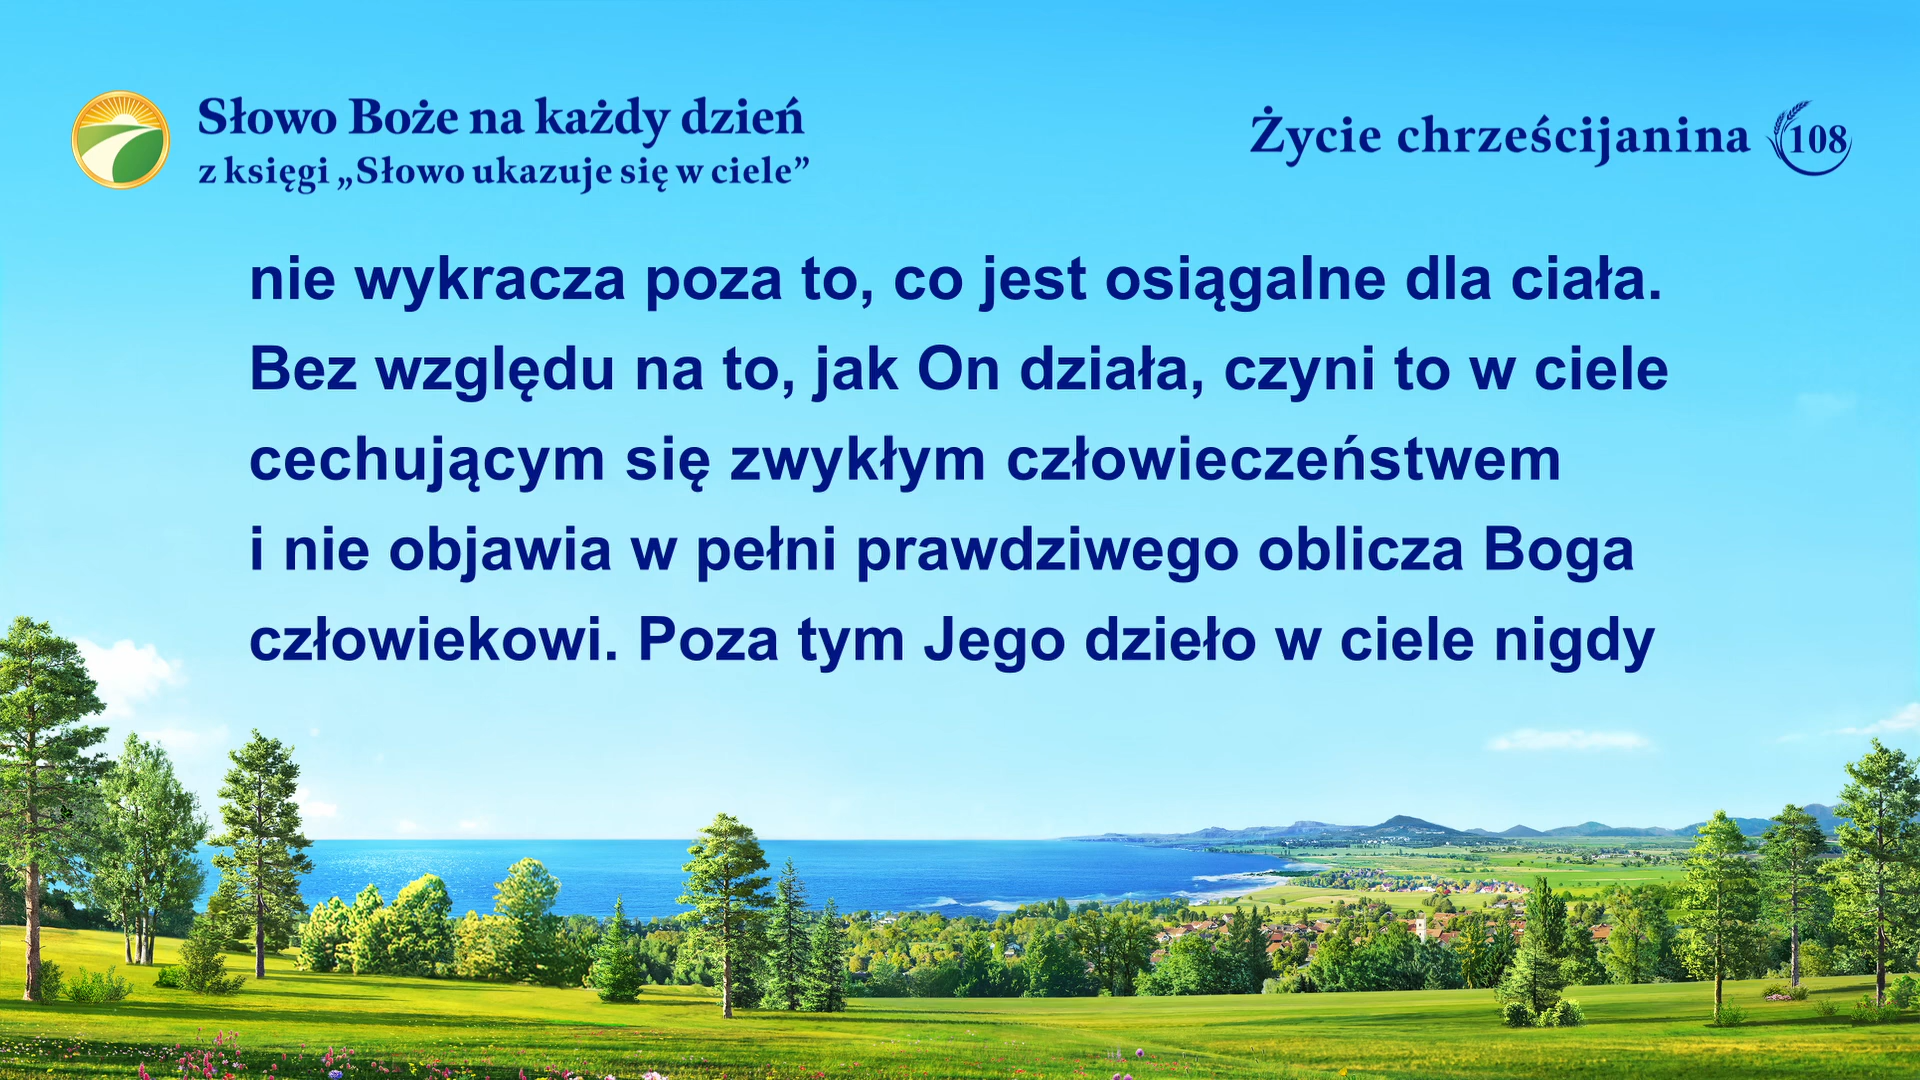 Słowo Boże na każdy dzień
z księgi „Słowo ukazuje się w ciele”
Życie chrześcijanina 108
nie wykracza poza to, co jest osiągalne dla ciała.
Bez względu na to, jak On działa, czyni to w ciele
cechującym się zwykłym człowieczeństwem
i nie objawia w pełni prawdziwego oblicza Boga
człowiekowi. Poza tym Jego dzieło w ciele nigdy